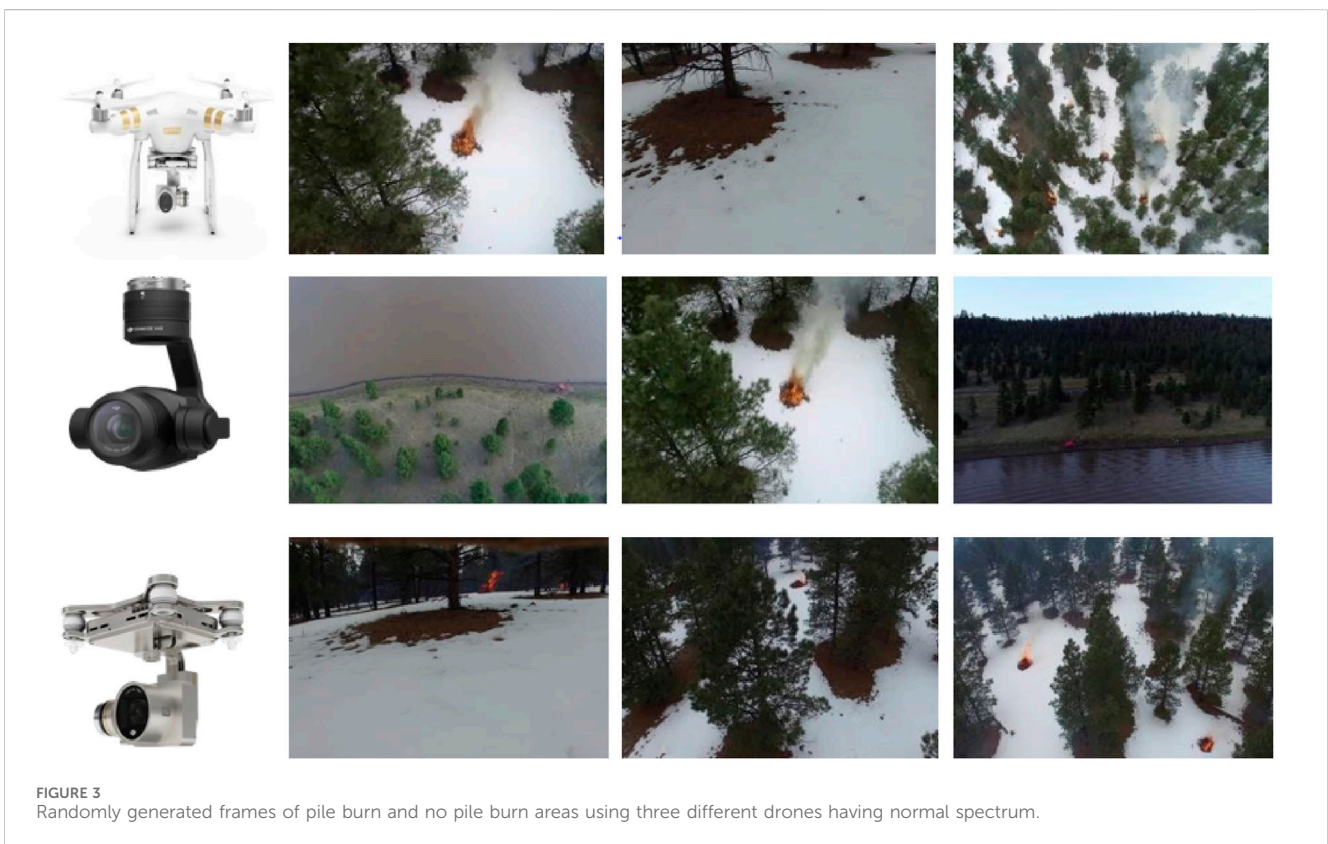 FIGURE 3
Randomly generated frames of pile burn and no pile burn areas using three different drones having normal spectrum.